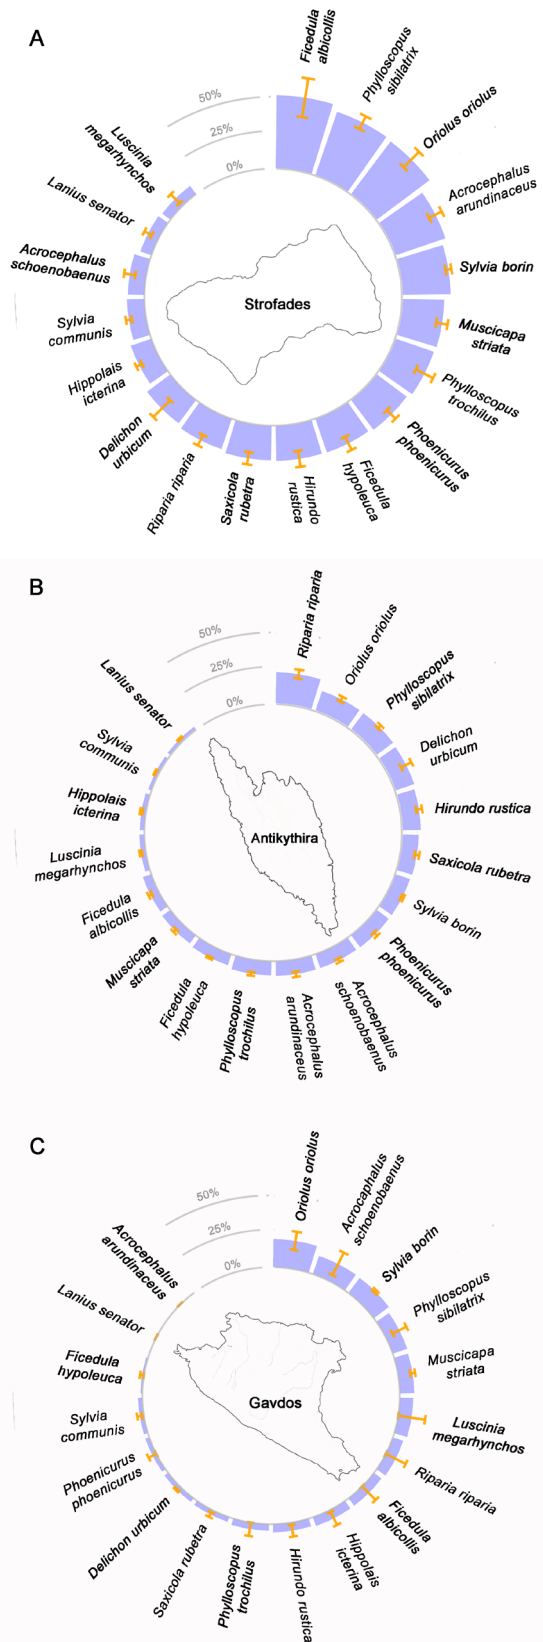 A
50%
25%
0%
Ficedula
albicollis
Phylloscopus
sibilatrix
Oriolus oriolus
Acrocephalus
arundinaceus
Sylvia borin
Muscicapa
striata
Phylloscopus
trochilus
Phoenicurus
phoenicurus
Ficedula
hypoleuca
Hirundo
rustica
Saxicola
rubetra
Riparia riparia
Delichon
urbicum
Hippolais
icterina
Sylvia
communis
Acrocephalus
schoenobaenus
Lanius senator
Luscinia
megarhynchos
Strofades
B
50%
25%
0%
Riparia riparia
Oriolus oriolus
Phylloscopus
sibilatrix
Delichon
urbicum
Hirundo rustica
Saxicola rubetra
Sylvia borin
Phoenicurus
phoenicurus
Acrocephalus
schoenobaenus
Acrocephalus
arundinaceus
Phylloscopus
trochilus
Ficedula
hypoleuca
Muscicapa
striata
Ficedula
albicollis
Luscinia
megarhynchos
Hippolais
icterina
Sylvia
communis
Lanius senator
Antikythira
C
50%
25%
0%
Oriolus oriolus
Acrocaphalus
schoenobaenus
Sylvia borin
Phylloscopus
sibilatrix
Muscicapa
striata
Luscinia
megarhynchos
Riparia riparia
Ficedula
albicollis
Hippolais
icterina
Hirundo rustica
Phylloscopus
trochilus
Saxicola rubetra
Delichon urbicum
Phoenicurus
phoenicurus
Sylvia
communis
Ficedula
hypoleuca
Lanius senator
Acrocephalus
arundinaceus
Gavdos